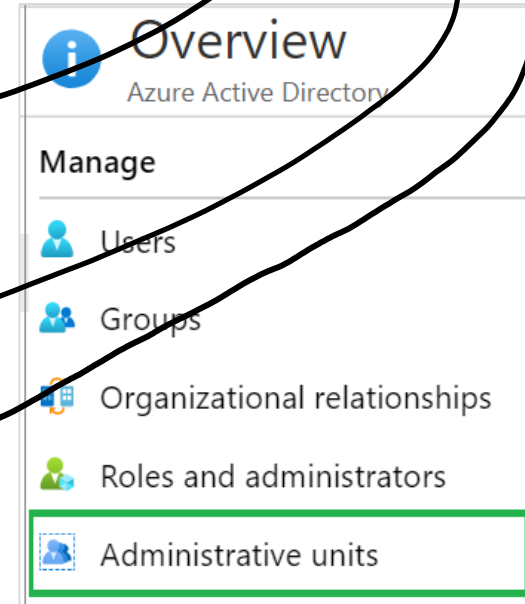 Overview
Azure Active Directory
Manage
Users
Groups
Organizational relationships
Roles and administrators
Administrative units